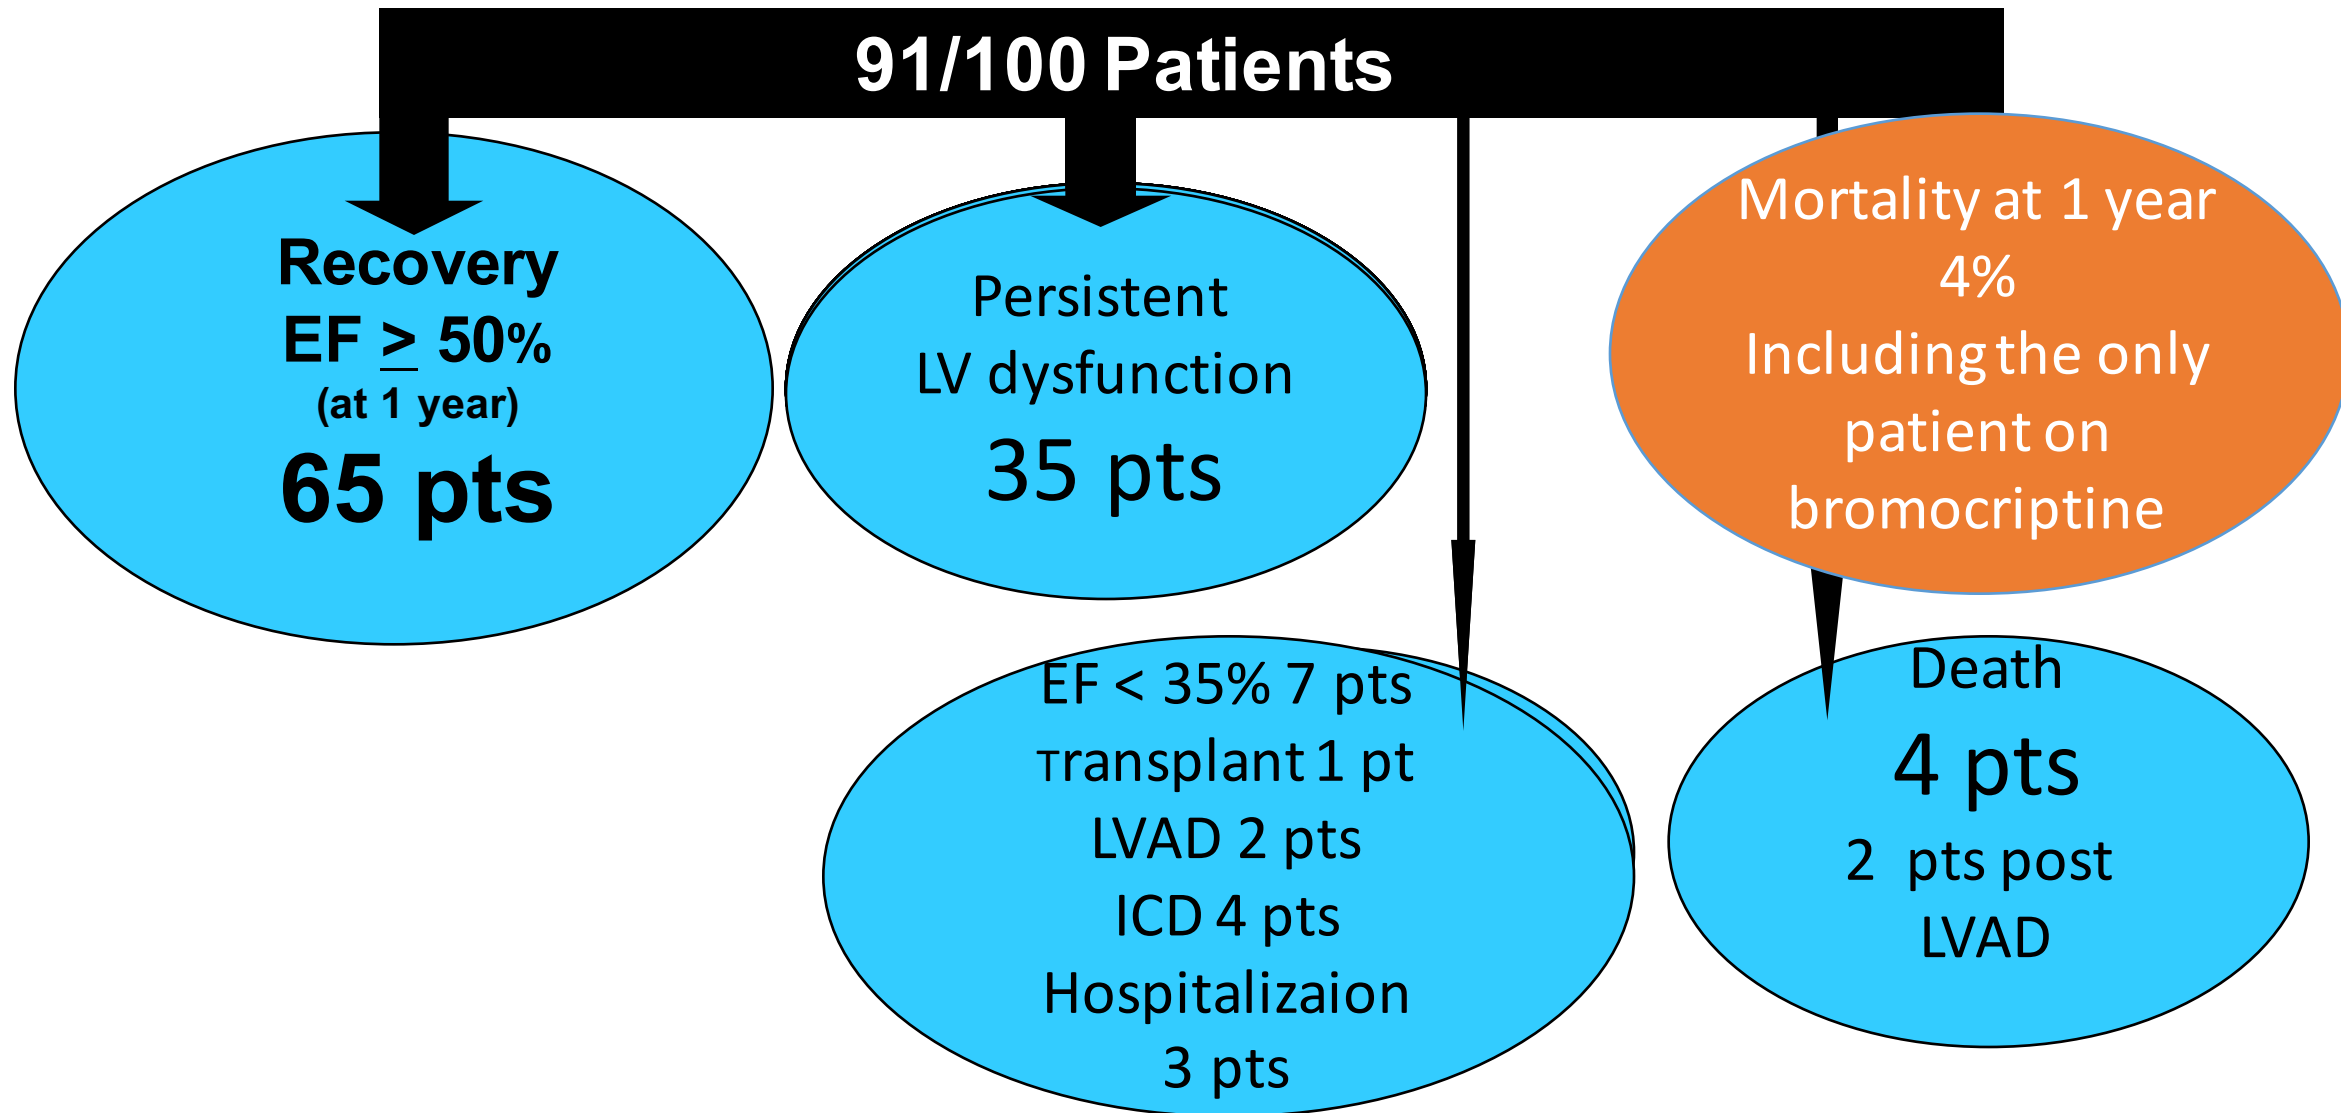 91/100 Patients
Recovery
EF ≥ 50%
(at 1 year)
65 pts
Persistent
LV dysfunction
35 pts
Mortality at 1 year
4%
Including the only
patient on
bromocriptine
EF < 35% 7 pts
Transplant 1 pt
LVAD 2 pts
ICD 4 pts
Hospitalizaion
3 pts
Death
4 pts
2 pts post
LVAD